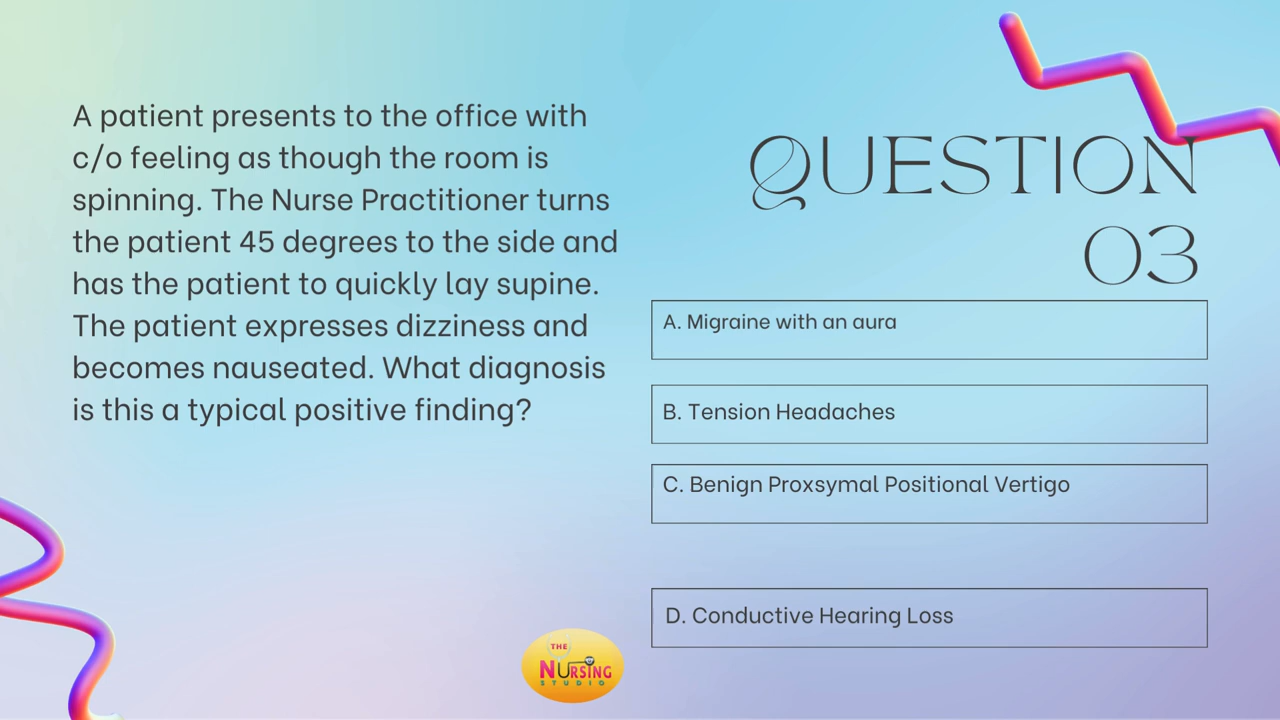 A patient presents to the office with
c/o feeling as though the room is
spinning. The Nurse Practitioner turns
the patient 45 degrees to the side and
has the patient to quickly lay supine.
The patient expresses dizziness and
becomes nauseated. What diagnosis
is this a typical positive finding?
QUESTION
03
A. Migraine with an aura
B. Tension Headaches
C. Benign Proxsymal Positional Vertigo
D. Conductive Hearing Loss
THE
NURSING
STUDIO